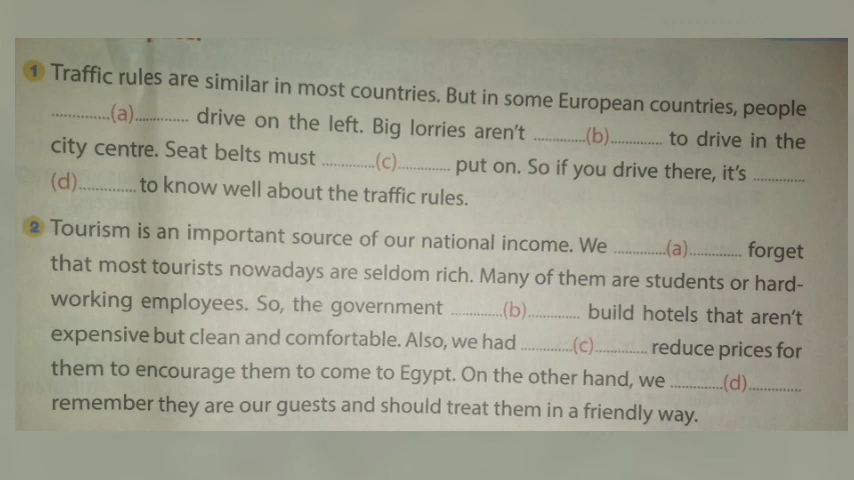 1 Traffic rules are similar in most countries. But in some European countries, people
.............(a)............. drive on the left. Big lorries aren't .............(b)............. to drive in the
city centre. Seat belts must .............(c)............. put on. So if you drive there, it's .............
(d)............. to know well about the traffic rules.
2 Tourism is an important source of our national income. We .............(a)............. forget
that most tourists nowadays are seldom rich. Many of them are students or hard-
working employees. So, the government .............(b)............. build hotels that aren't
expensive but clean and comfortable. Also, we had .............(c)............. reduce prices for
them to encourage them to come to Egypt. On the other hand, we .............(d).............
remember they are our guests and should treat them in a friendly way.